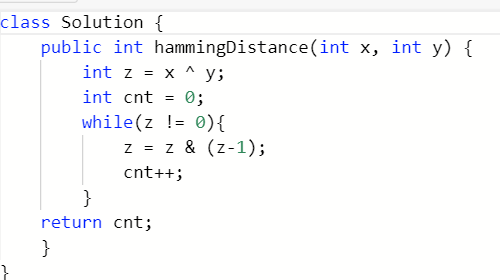 class Solution {
    public int hammingDistance(int x, int y) {
        int z = x ^ y;
        int cnt = 0;
        while(z != 0){
            z = z & (z-1);
            cnt++;
        }
    return cnt;
    }
}